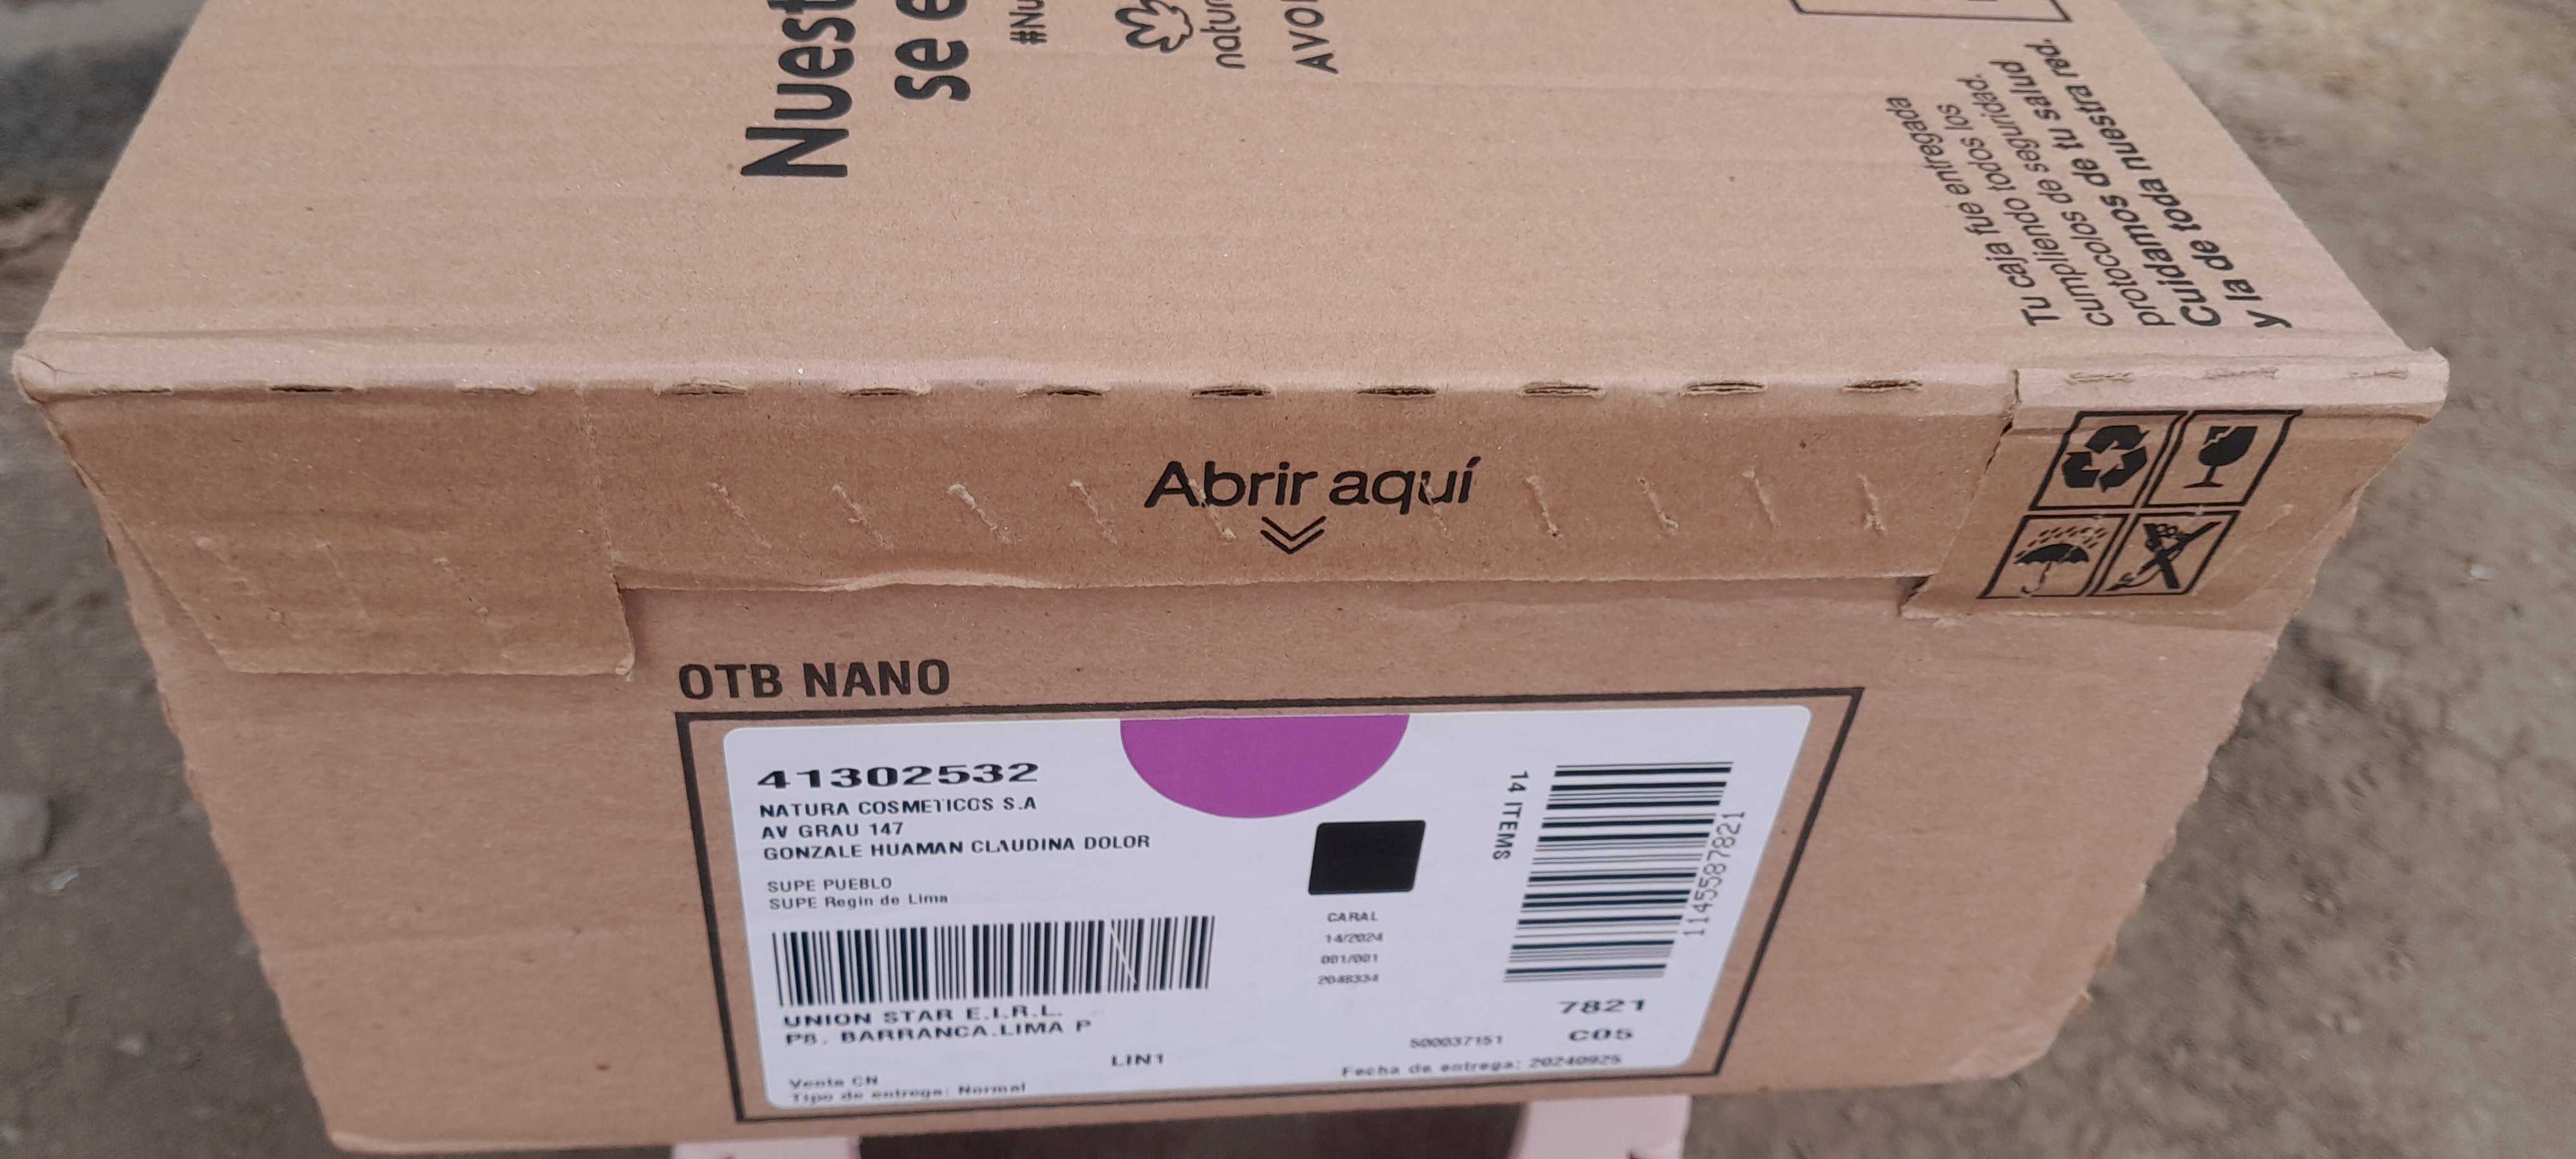 Nuest
se e
#Nu
natur
AVO
Tu caja fue entregada
cumpliendo todos los
protoccolos de seguridad.
Cuidamos de tu salud
y la de toda nuestra red.
Abrir aquí
OTB NANO
41302532
NATURA COSMETICOS S.A
AV GRAU 147
GONZALE HUAMAN CLAUDINA DOLOR
SUPE PUEBLO
SUPE Regin de Lima
UNION STAR E.I.R.L.
P8. BARRANCA.LIMA P
LIN1
Venta CN
Tipo de entrega: Normal
CARAL
14/2024
001/001
2048334
14 ITEMS
1145587821
7821
500037151
C05
Fecha de entrega: 20240925